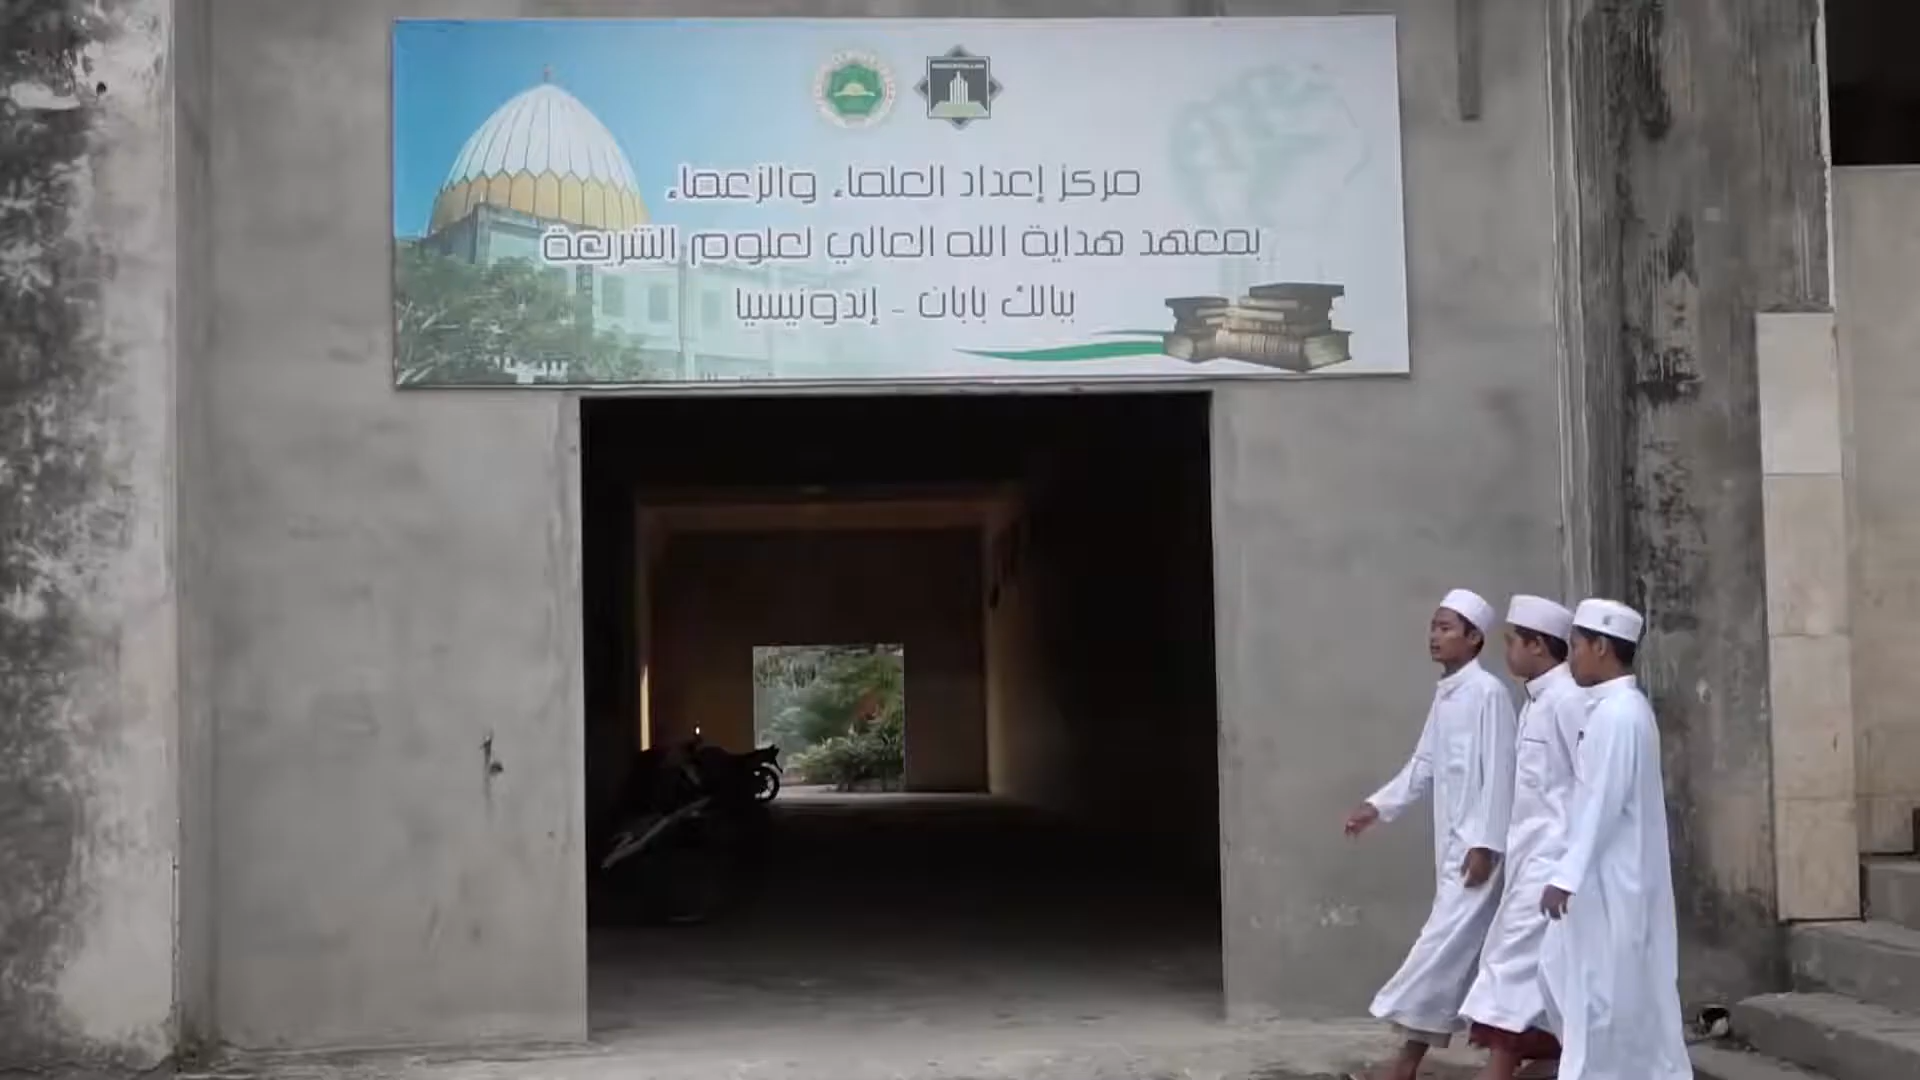 مركز إعداد العلماء والزعماء
بمعهد هداية الله العالي لعلوم الشريعة
ببالك بابان - إندونيسيا